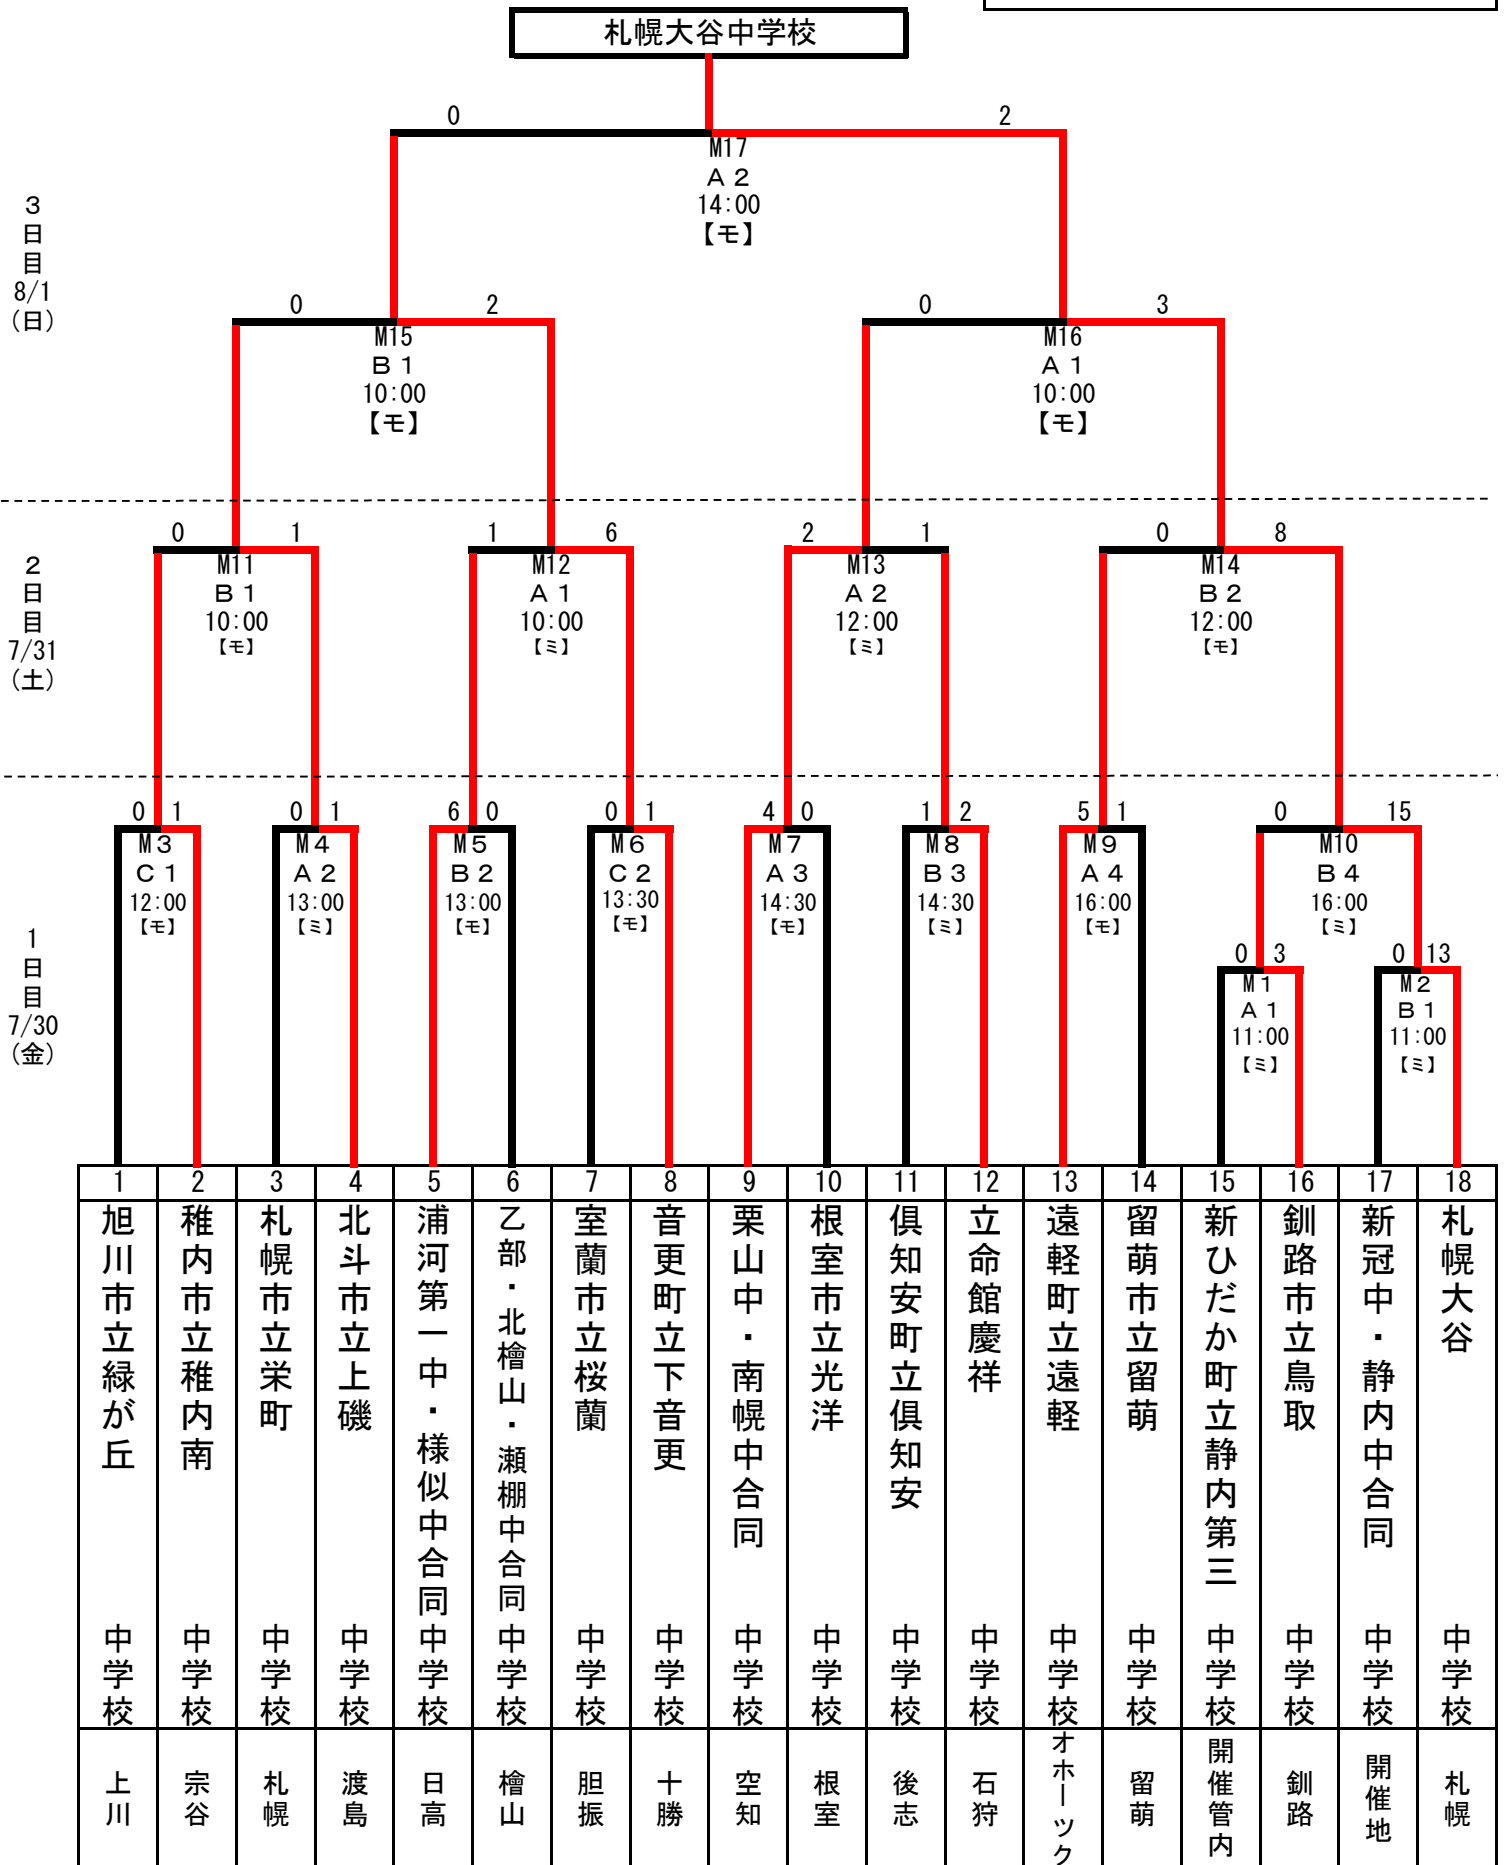 札幌大谷中学校
0 2
M17
A 2
14:00
【モ】
3
日
目
8/1
(日)
0 2 0 3
M15
B 1
10:00
【モ】
M16
A 1
10:00
【モ】
0 1 1 6 2 1 0 8
2
日
目
7/31
(土)
M11
B 1
10:00
【モ】
M12
A 1
10:00
【ミ】
M13
A 2
12:00
【ミ】
M14
B 2
12:00
【モ】
0 1 0 1 6 0 0 1 4 0 1 2 5 1 0 15
M3
C 1
12:00
【モ】
M4
A 2
13:00
【ミ】
M5
B 2
13:00
【モ】
M6
C 2
13:30
【モ】
M7
A 3
14:30
【モ】
M8
B 3
14:30
【ミ】
M9
A 4
16:00
【モ】
M10
B 4
16:00
【ミ】
1
日
目
7/30
(金)
0 3 0 13
M1
A 1
11:00
【ミ】
M2
B 1
11:00
【ミ】
1 2 3 4 5 6 7 8 9 10 11 12 13 14 15 16 17 18
旭川市立緑が丘 中学校
稚内市立稚内南 中学校
札幌市立栄町 中学校
北斗市立上磯 中学校
浦河第一中・様似中合同 中学校
乙部・北檜山・瀬棚中合同 中学校
室蘭市立桜蘭 中学校
音更町立下音更 中学校
栗山中・南幌中合同 中学校
根室市立光洋 中学校
倶知安町立倶知安 中学校
立命館慶祥 中学校
遠軽町立遠軽 中学校
留萌市立留萌 中学校
新ひだか町立静内第三 中学校
釧路市立鳥取 中学校
新冠中・静内中合同 中学校
札幌大谷 中学校
上川
宗谷
札幌
渡島
日高
檜山
胆振
十勝
空知
根室
後志
石狩
オホーツク
留萌
開催管内
釧路
開催地
札幌